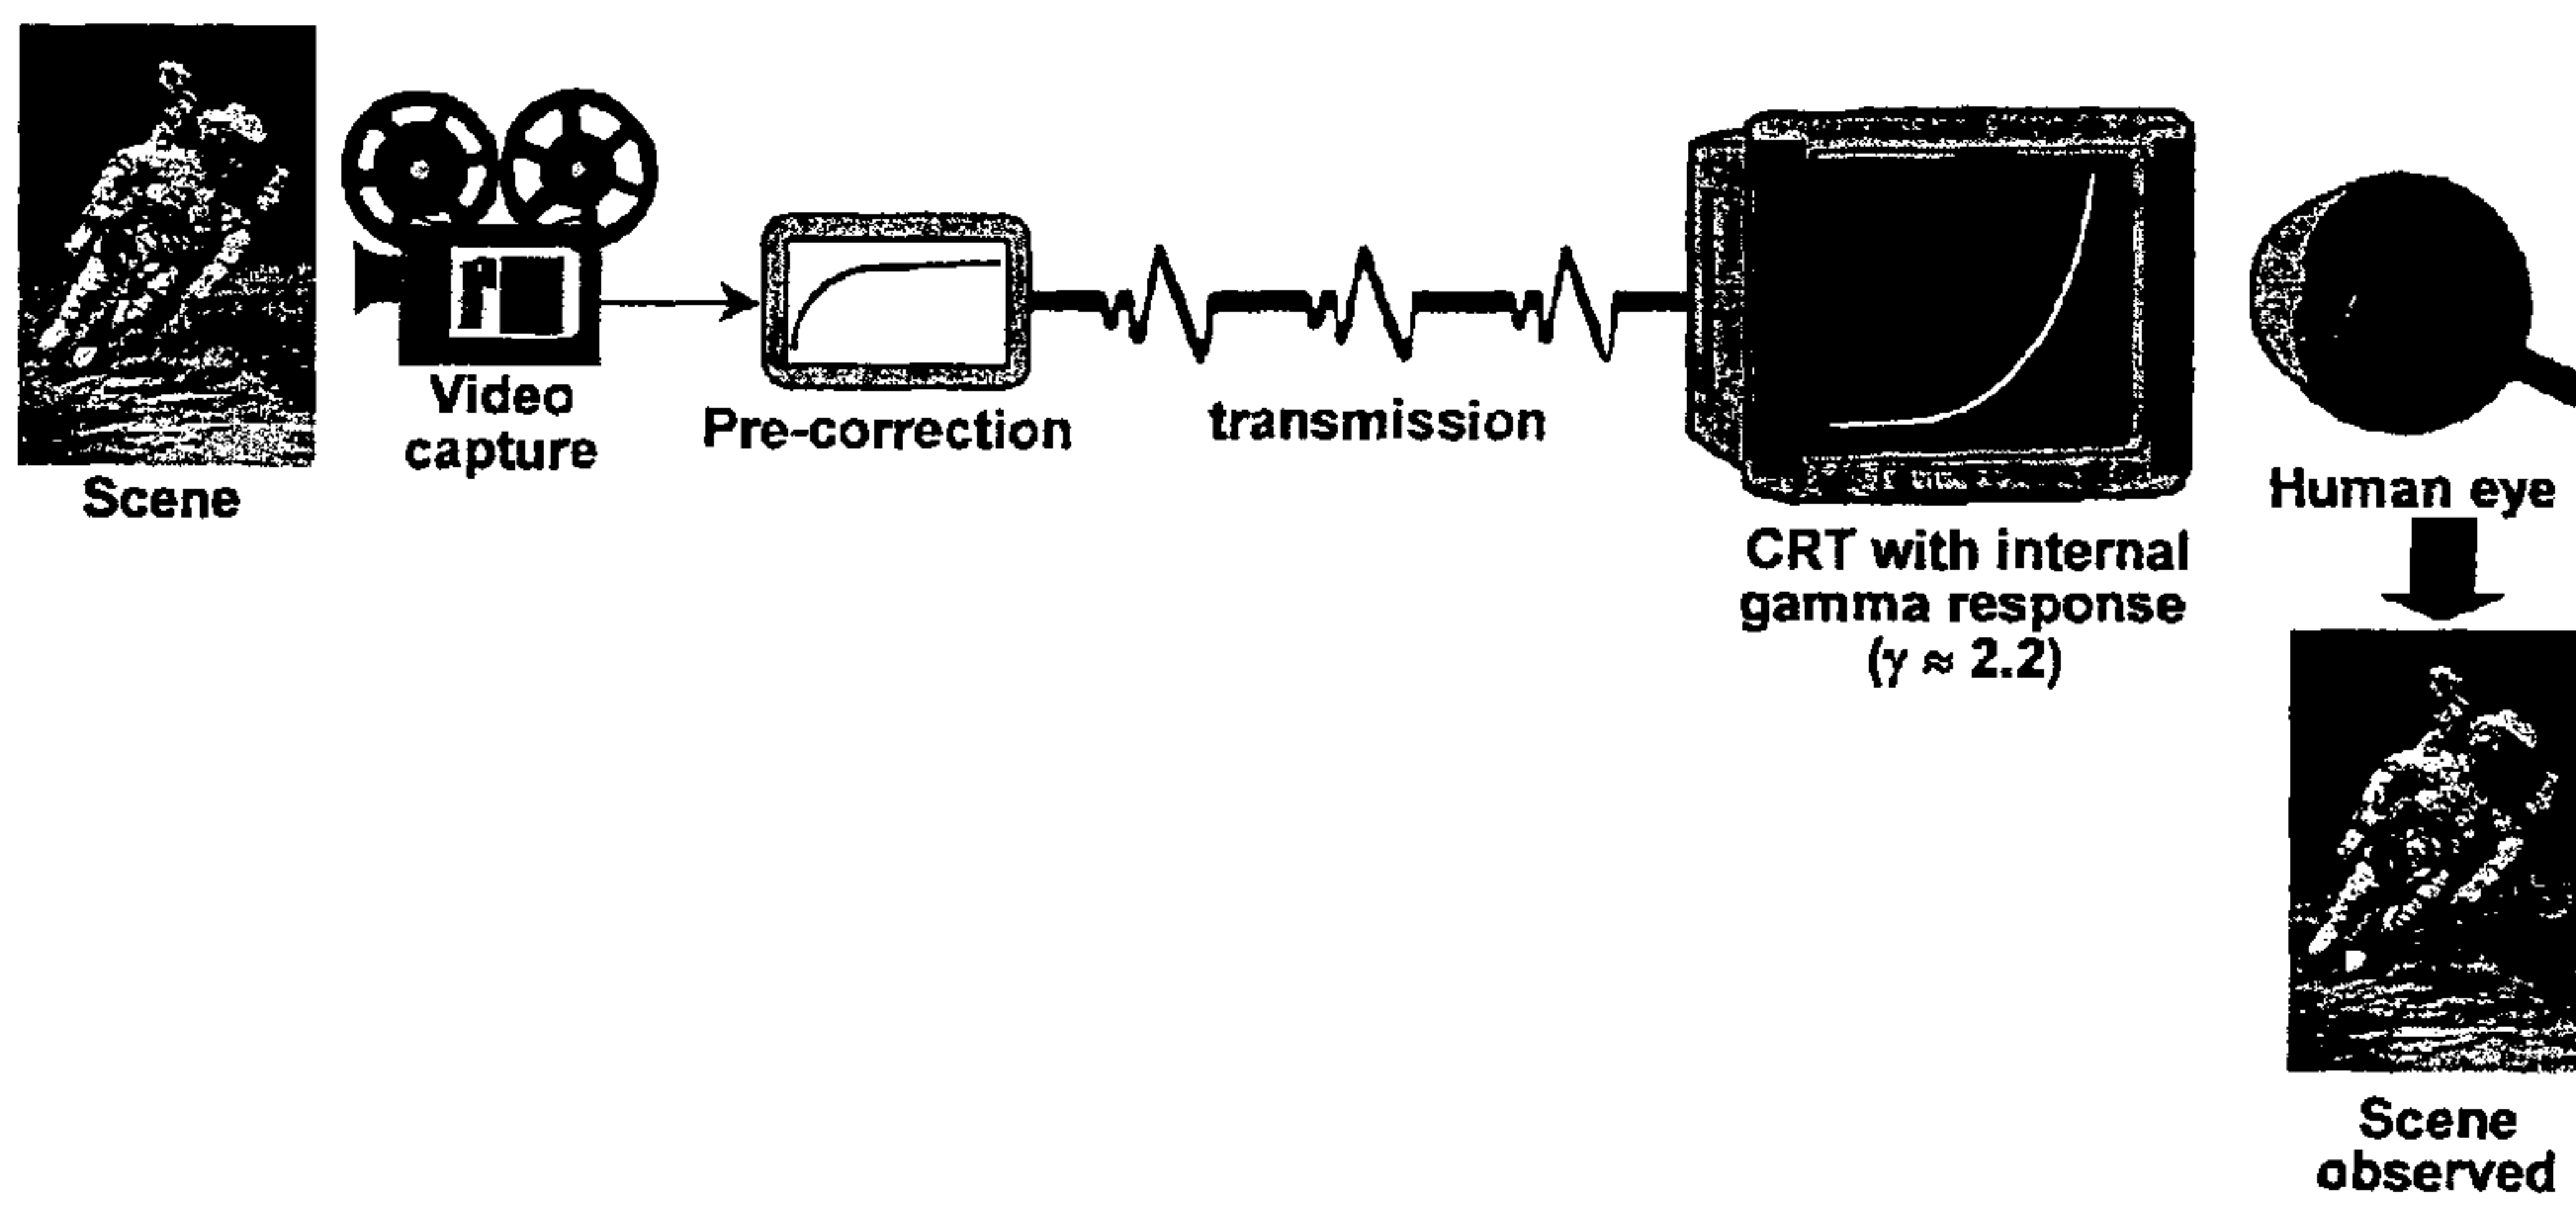 Scene
Video
capture
Pre-correction
transmission
CRT with internal
gamma response
(γ ≈ 2.2)
Human eye
Scene
observed